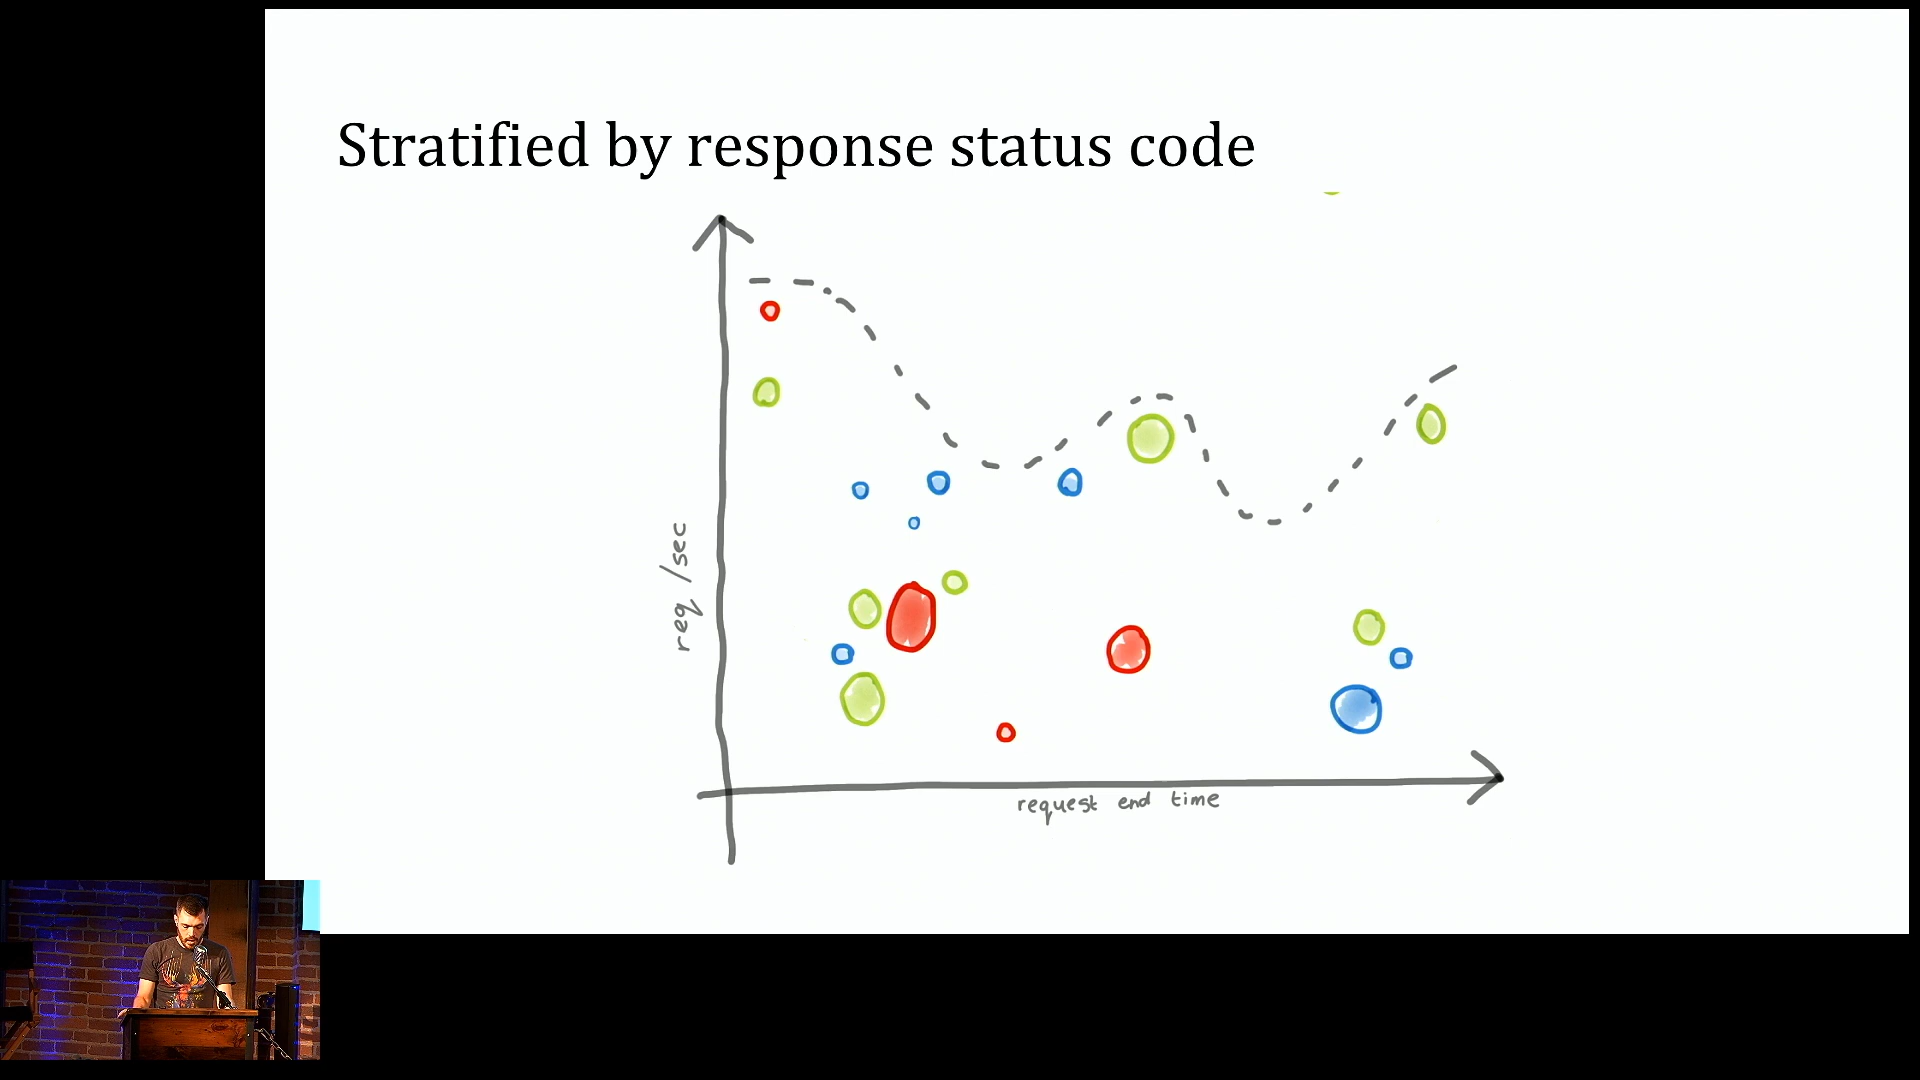 Stratified by response status code
req /sec
request end time